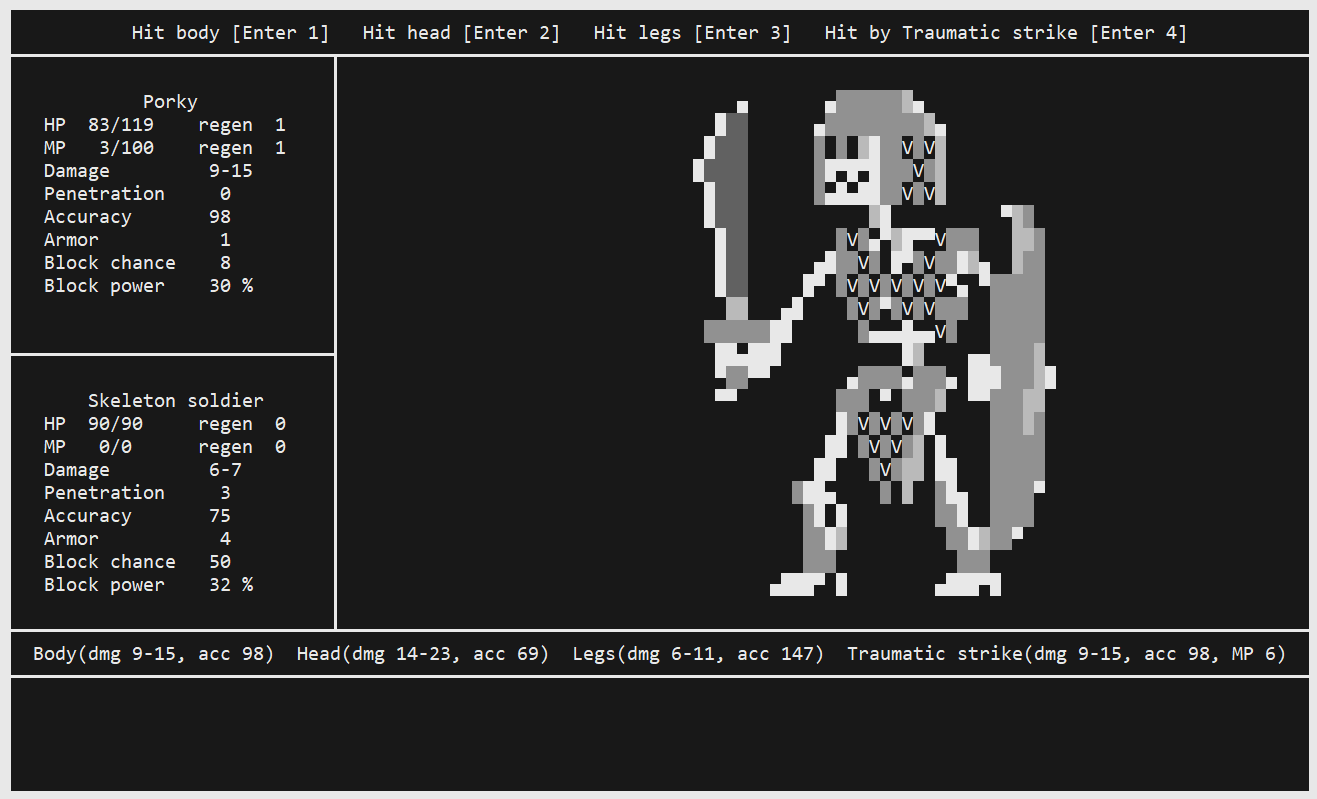 Hit body [Enter 1]   Hit head [Enter 2]   Hit legs [Enter 3]   Hit by Traumatic strike [Enter 4]
Porky
HP  83/119    regen  1
MP   3/100    regen  1
Damage         9-15
Penetration     0
Accuracy       98
Armor           1
Block chance    8
Block power    30 %
Skeleton soldier
HP  90/90     regen  0
MP   0/0      regen  0
Damage         6-7
Penetration     3
Accuracy       75
Armor           4
Block chance   50
Block power    32 %
V V
V
V V
V V
V V
V V V V V
V V V
V
V V V
V V
V
Body(dmg 9-15, acc 98)  Head(dmg 14-23, acc 69)  Legs(dmg 6-11, acc 147)  Traumatic strike(dmg 9-15, acc 98, MP 6)